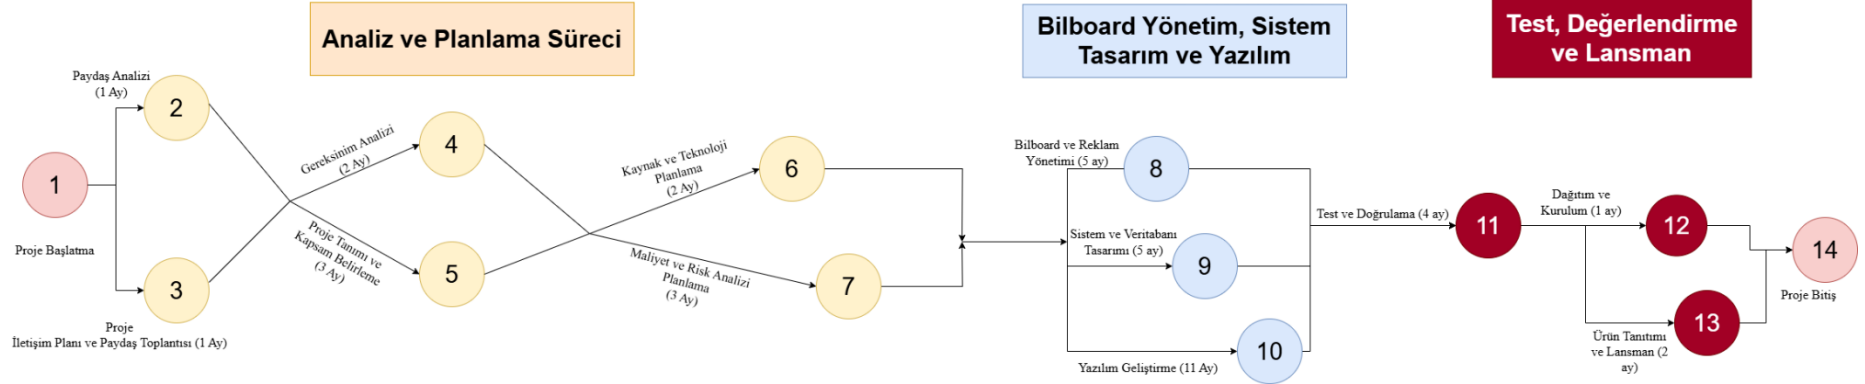 Analiz ve Planlama Süreci
Bilboard Yönetim, Sistem
Tasarım ve Yazılım
Test, Değerlendirme
ve Lansman
1
Proje Başlatma
Paydaş Analizi
(1 Ay)
2
3
Proje
İletişim Planı ve Paydaş Toplantısı (1 Ay)
Gereksinim Analizi
(2 Ay)
4
Proje Tanımı ve
Kapsam Belirleme
(3 Ay)
5
Kaynak ve Teknoloji
Planlama
(2 Ay)
6
Maliyet ve Risk Analizi
Planlama
(3 Ay)
7
Bilboard ve Reklam
Yönetimi (5 ay)
8
Sistem ve Veritabanı
Tasarımı (5 ay)
9
Yazılım Geliştirme (11 Ay)
10
Test ve Doğrulama (4 ay)
11
Dağıtım ve
Kurulum (1 ay)
12
Ürün Tanıtımı
ve Lansman (2
ay)
13
14
Proje Bitiş